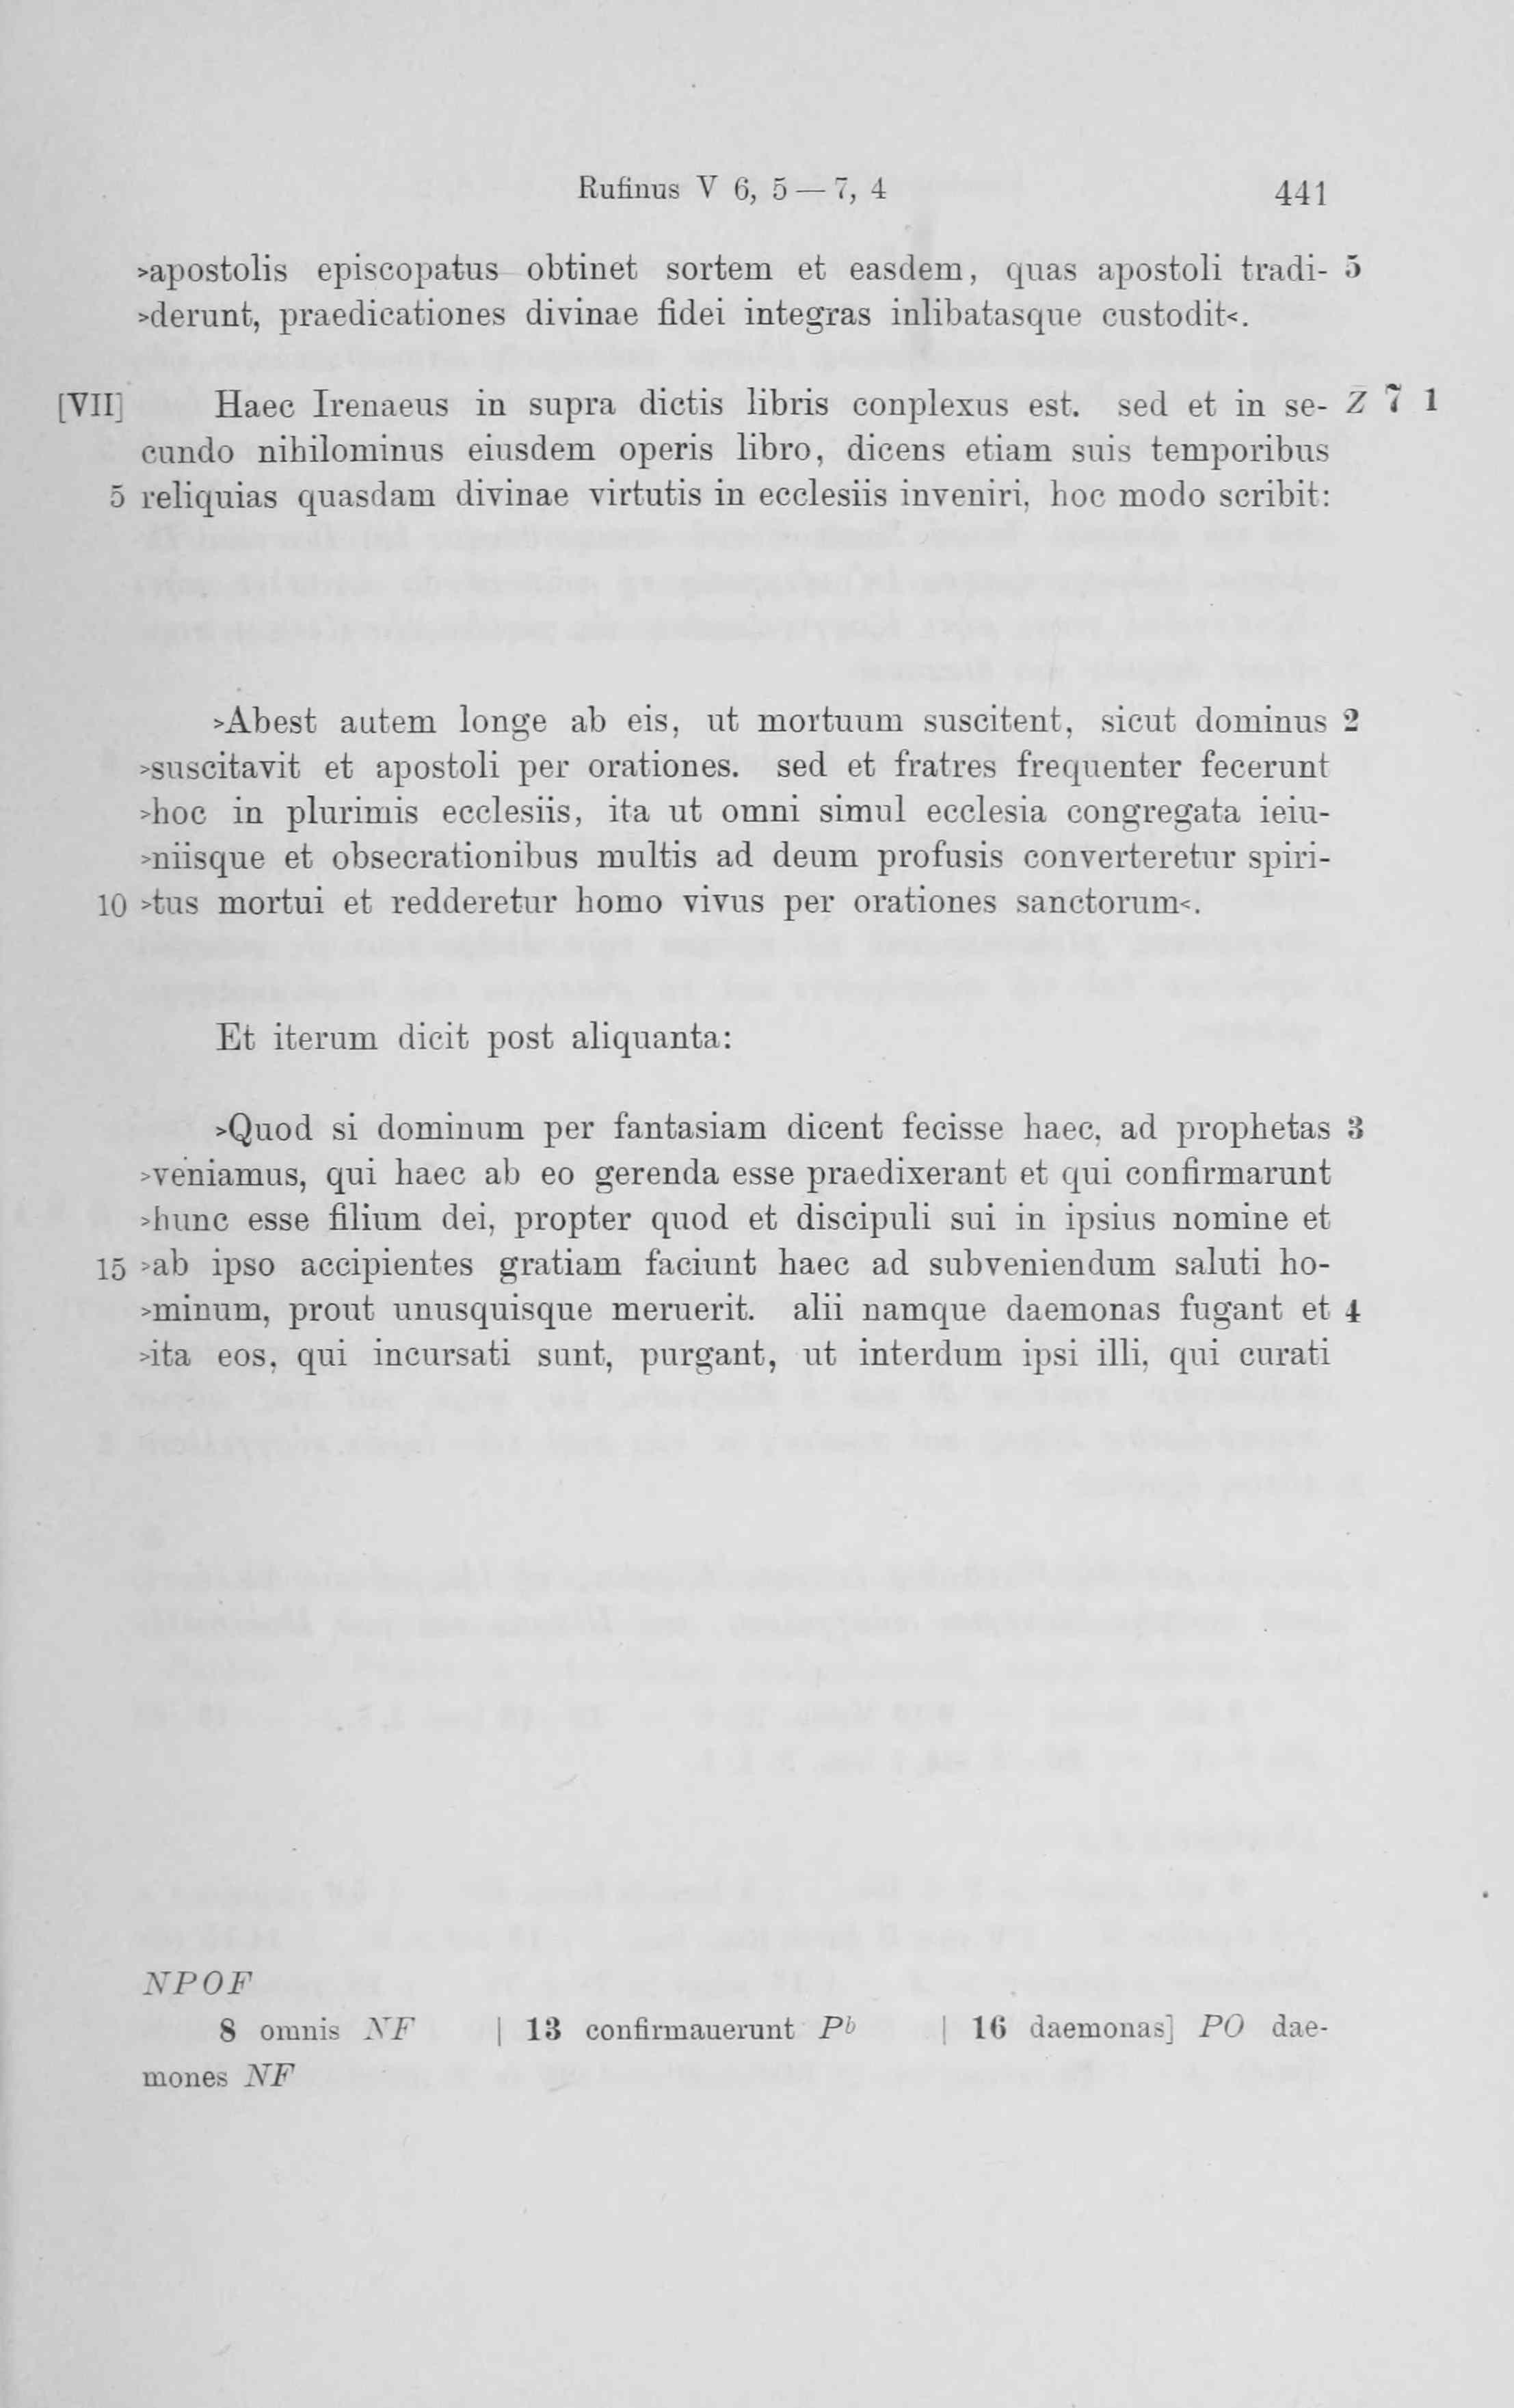 Rufinus V 6, 5 — 7, 4 441
>apostolis episcopatus obtinet sortem et easdem, quas apostoli tradi- 5
>derunt, praedicationes divinae fidei integras inlibatasque custodit<.
[VII] Haec Irenaeus in supra dictis libris conplexus est. sed et in se- Z 7 1
cundo nihilominus eiusdem operis libro, dicens etiam suis temporibus
5 reliquias quasdam divinae virtutis in ecclesiis inveniri, hoc modo scribit:
>Abest autem longe ab eis, ut mortuum suscitent, sicut dominus 2
>suscitavit et apostoli per orationes. sed et fratres frequenter fecerunt
>hoc in plurimis ecclesiis, ita ut omni simul ecclesia congregata ieiu-
>niisque et obsecrationibus multis ad deum profusis converteretur spiri-
10 >tus mortui et redderetur homo vivus per orationes sanctorum<.
Et iterum dicit post aliquanta:
>Quod si dominum per fantasiam dicent fecisse haec, ad prophetas 3
>veniamus, qui haec ab eo gerenda esse praedixerant et qui confirmarunt
>hunc esse filium dei, propter quod et discipuli sui in ipsius nomine et
15 >ab ipso accipientes gratiam faciunt haec ad subveniendum saluti ho-
>minum, prout unusquisque meruerit. alii namque daemonas fugant et 4
>ita eos, qui incursati sunt, purgant, ut interdum ipsi illi, qui curati
NPOF
8 omnis NF | 13 confirmauerunt Pb | 16 daemonas] PO dae-
mones NF